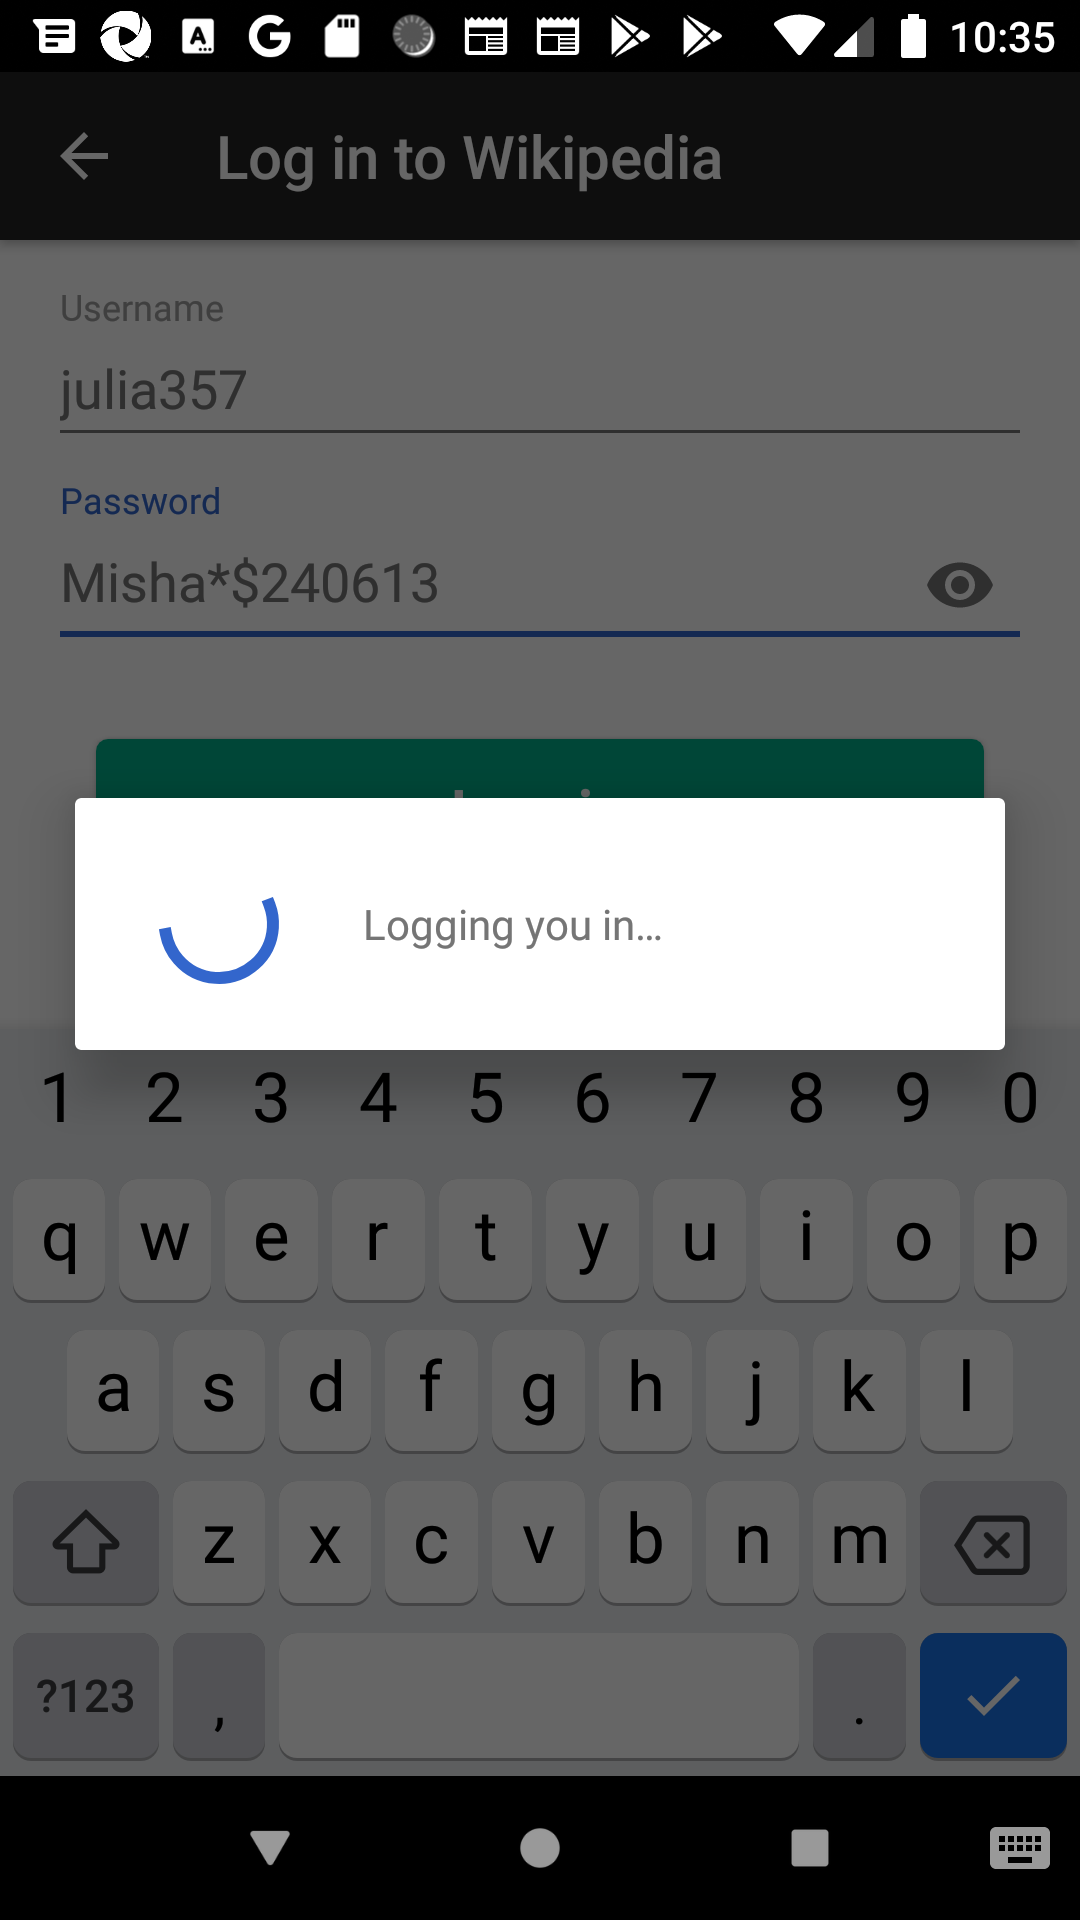 10:35
Log in to Wikipedia
Username
julia357
Password
Misha*$240613
Logging you in...
1 2 3 4 5 6 7 8 9 0
q w e r t y u i o p
a s d f g h j k l
z x c v b n m
?123 , .